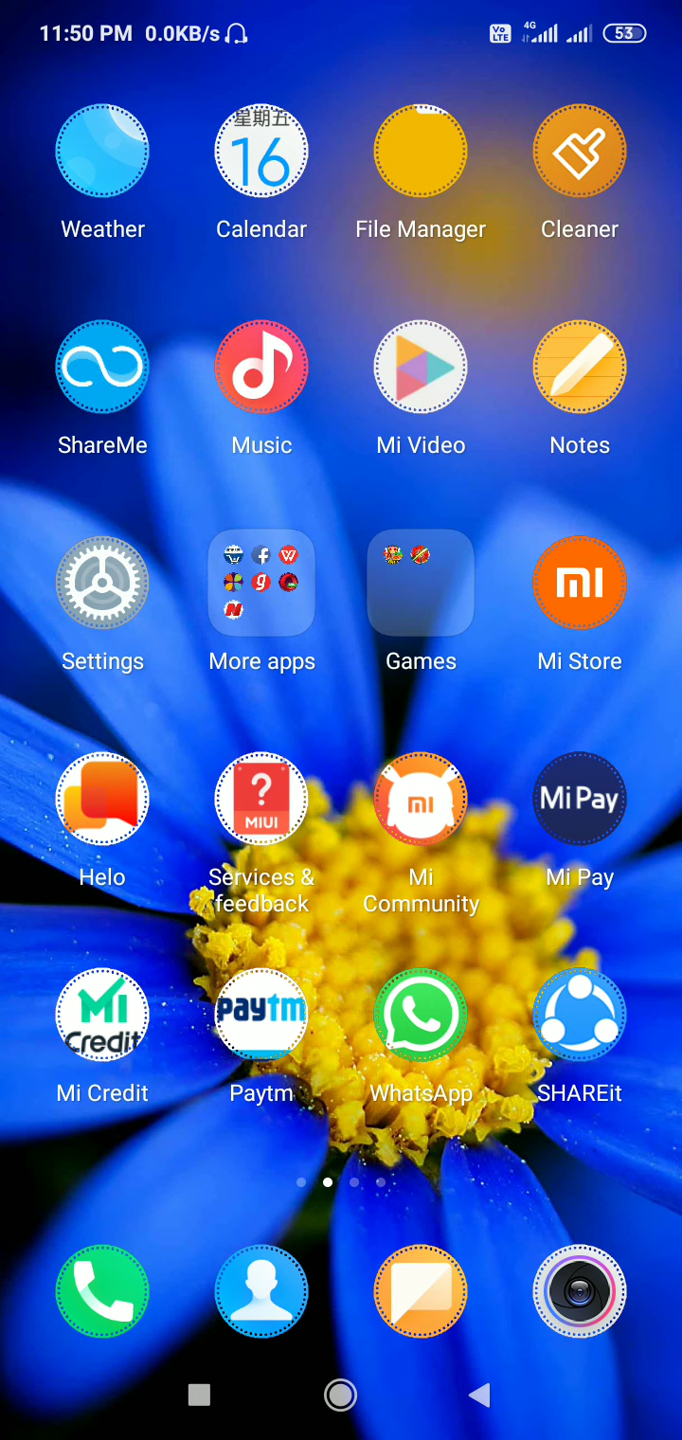 11:50 PM 0.0KB/s Vo LTE 4G 53
星期五
16
Weather Calendar File Manager Cleaner
ShareMe Music Mi Video Notes
Settings More apps Games Mi Store
? MIUI Mi Pay
Helo Services & feedback Mi Community Mi Pay
Mi Credit Paytm
Mi Credit Paytm WhatsApp SHAREit